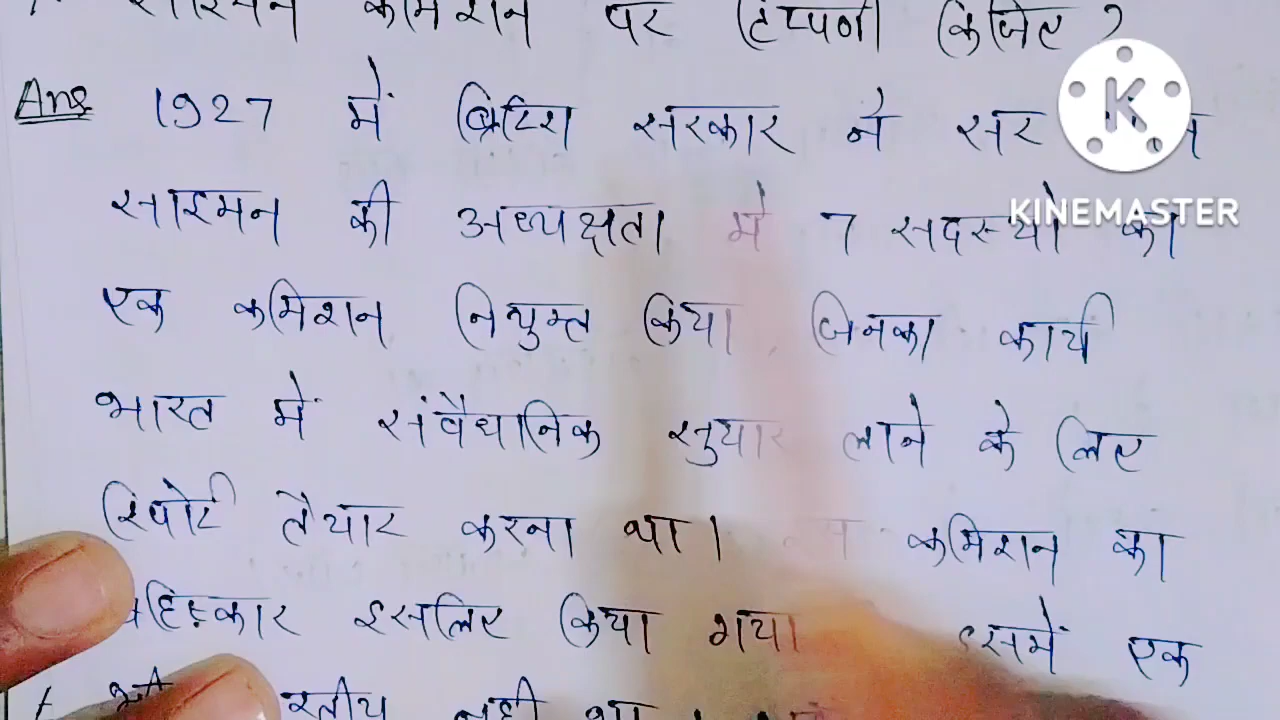 साइमन कमिशन पर टिप्पणी किजिए ?
Ans 1927 में ब्रिटिश सरकार ने सर
साइमन की अध्यक्षता मे 7 सदस्यो का
एक कमिशन नियुक्त किया जिनका कार्य
भारत में संवैधानिक सुधार लाने के लिए
रिपोर्ट तैयार करना था। कमिशन का
बहिष्कार इसलिए किया गया इसमें एक
नही था।
K
KINEMASTER